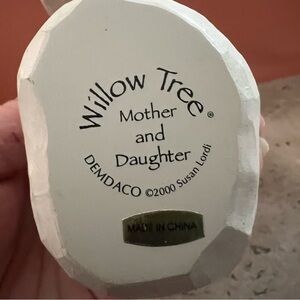 Willow Tree®
Mother
and
Daughter
DEMDACO ©2000 Susan Lordi
MADE IN CHINA